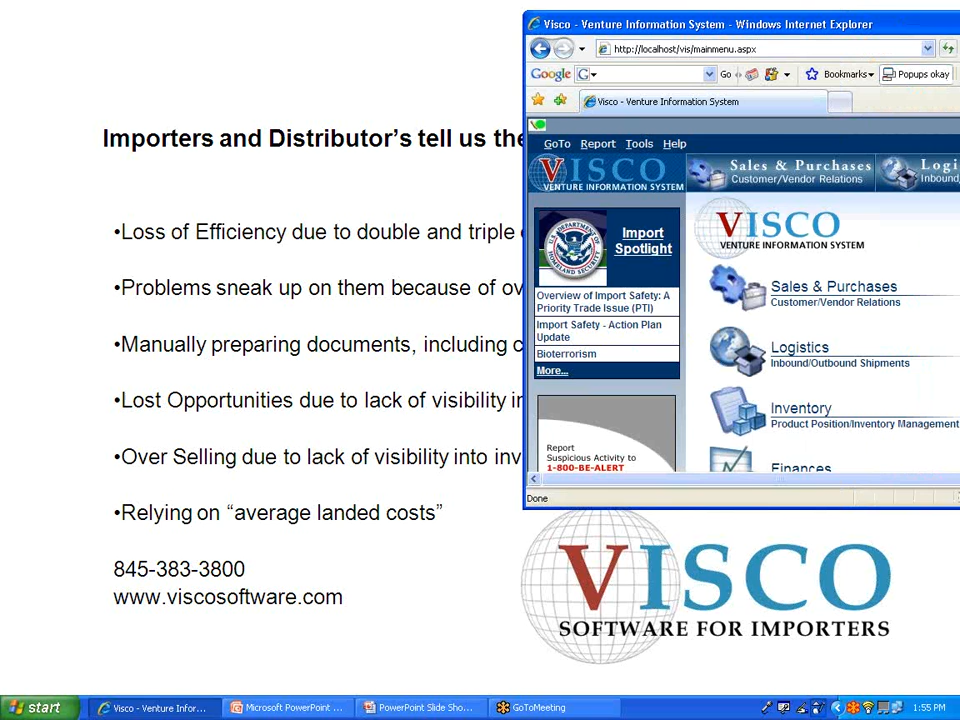 Importers and Distributor's tell us the
•Loss of Efficiency due to double and triple
•Problems sneak up on them because of ov
•Manually preparing documents, including c
•Lost Opportunities due to lack of visibility in
•Over Selling due to lack of visibility into inv
•Relying on “average landed costs”
845-383-3800
www.viscosoftware.com
VISCO
SOFTWARE FOR IMPORTERS
Visco - Venture Information System - Windows Internet Explorer
http://localhost/vis/mainmenu.aspx
Google G Go Bookmarks Popups okay
Visco - Venture Information System
GoTo Report Tools Help
VISCO
VENTURE INFORMATION SYSTEM
Sales & Purchases
Customer/Vendor Relations
Logi
Inbound/
Import
Spotlight
U.S. DEPARTMENT OF HOMELAND SECURITY
Overview of Import Safety: A
Priority Trade Issue (PTI)
Import Safety - Action Plan
Update
Bioterrorism
More...
Report
Suspicious Activity to
1-800-BE-ALERT
VISCO
VENTURE INFORMATION SYSTEM
Sales & Purchases
Customer/Vendor Relations
Logistics
Inbound/Outbound Shipments
Inventory
Product Position/Inventory Management
Finances
Done
start
Visco - Venture Infor...
Microsoft PowerPoint ...
PowerPoint Slide Sho...
GoToMeeting
1:55 PM